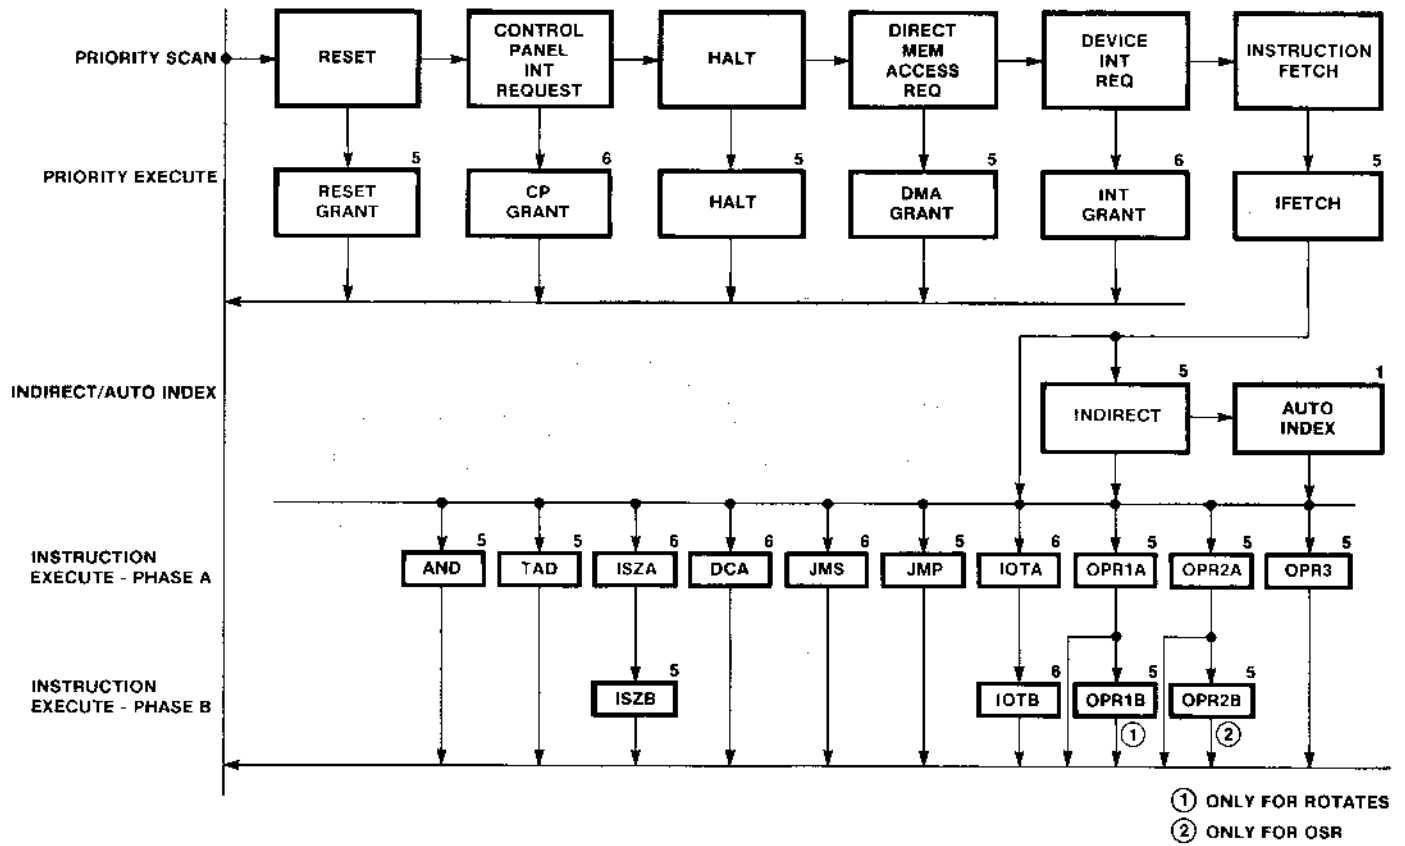 PRIORITY SCAN
RESET
CONTROL
PANEL
INT
REQUEST
HALT
DIRECT
MEM
ACCESS
REQ
DEVICE
INT
REQ
INSTRUCTION
FETCH
PRIORITY EXECUTE
5
RESET
GRANT
6
CP
GRANT
5
HALT
5
DMA
GRANT
6
INT
GRANT
5
IFETCH
INDIRECT/AUTO INDEX
5
INDIRECT
1
AUTO
INDEX
INSTRUCTION
EXECUTE - PHASE A
5
AND
5
TAD
6
ISZA
6
DCA
6
JMS
5
JMP
6
IOTA
5
OPR1A
5
OPR2A
5
OPR3
INSTRUCTION
EXECUTE - PHASE B
5
ISZB
6
IOTB
5
OPR1B
1
5
OPR2B
2
1 ONLY FOR ROTATES
2 ONLY FOR OSR